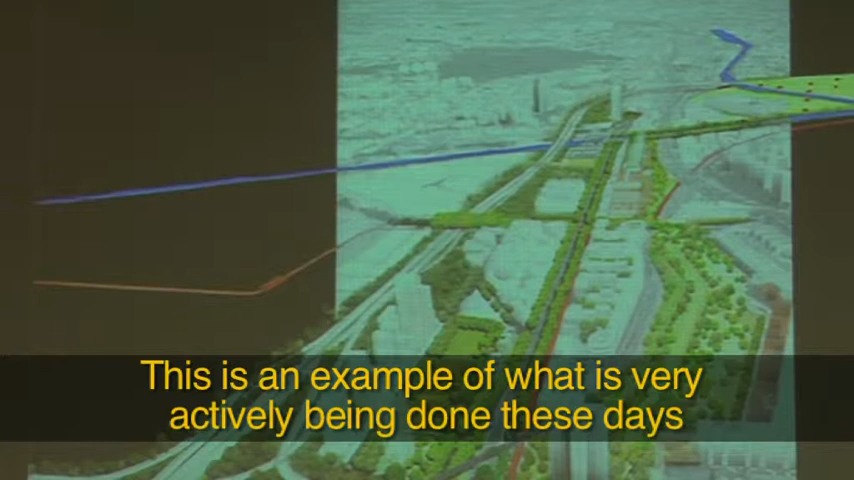 This is an example of what is very
actively being done these days